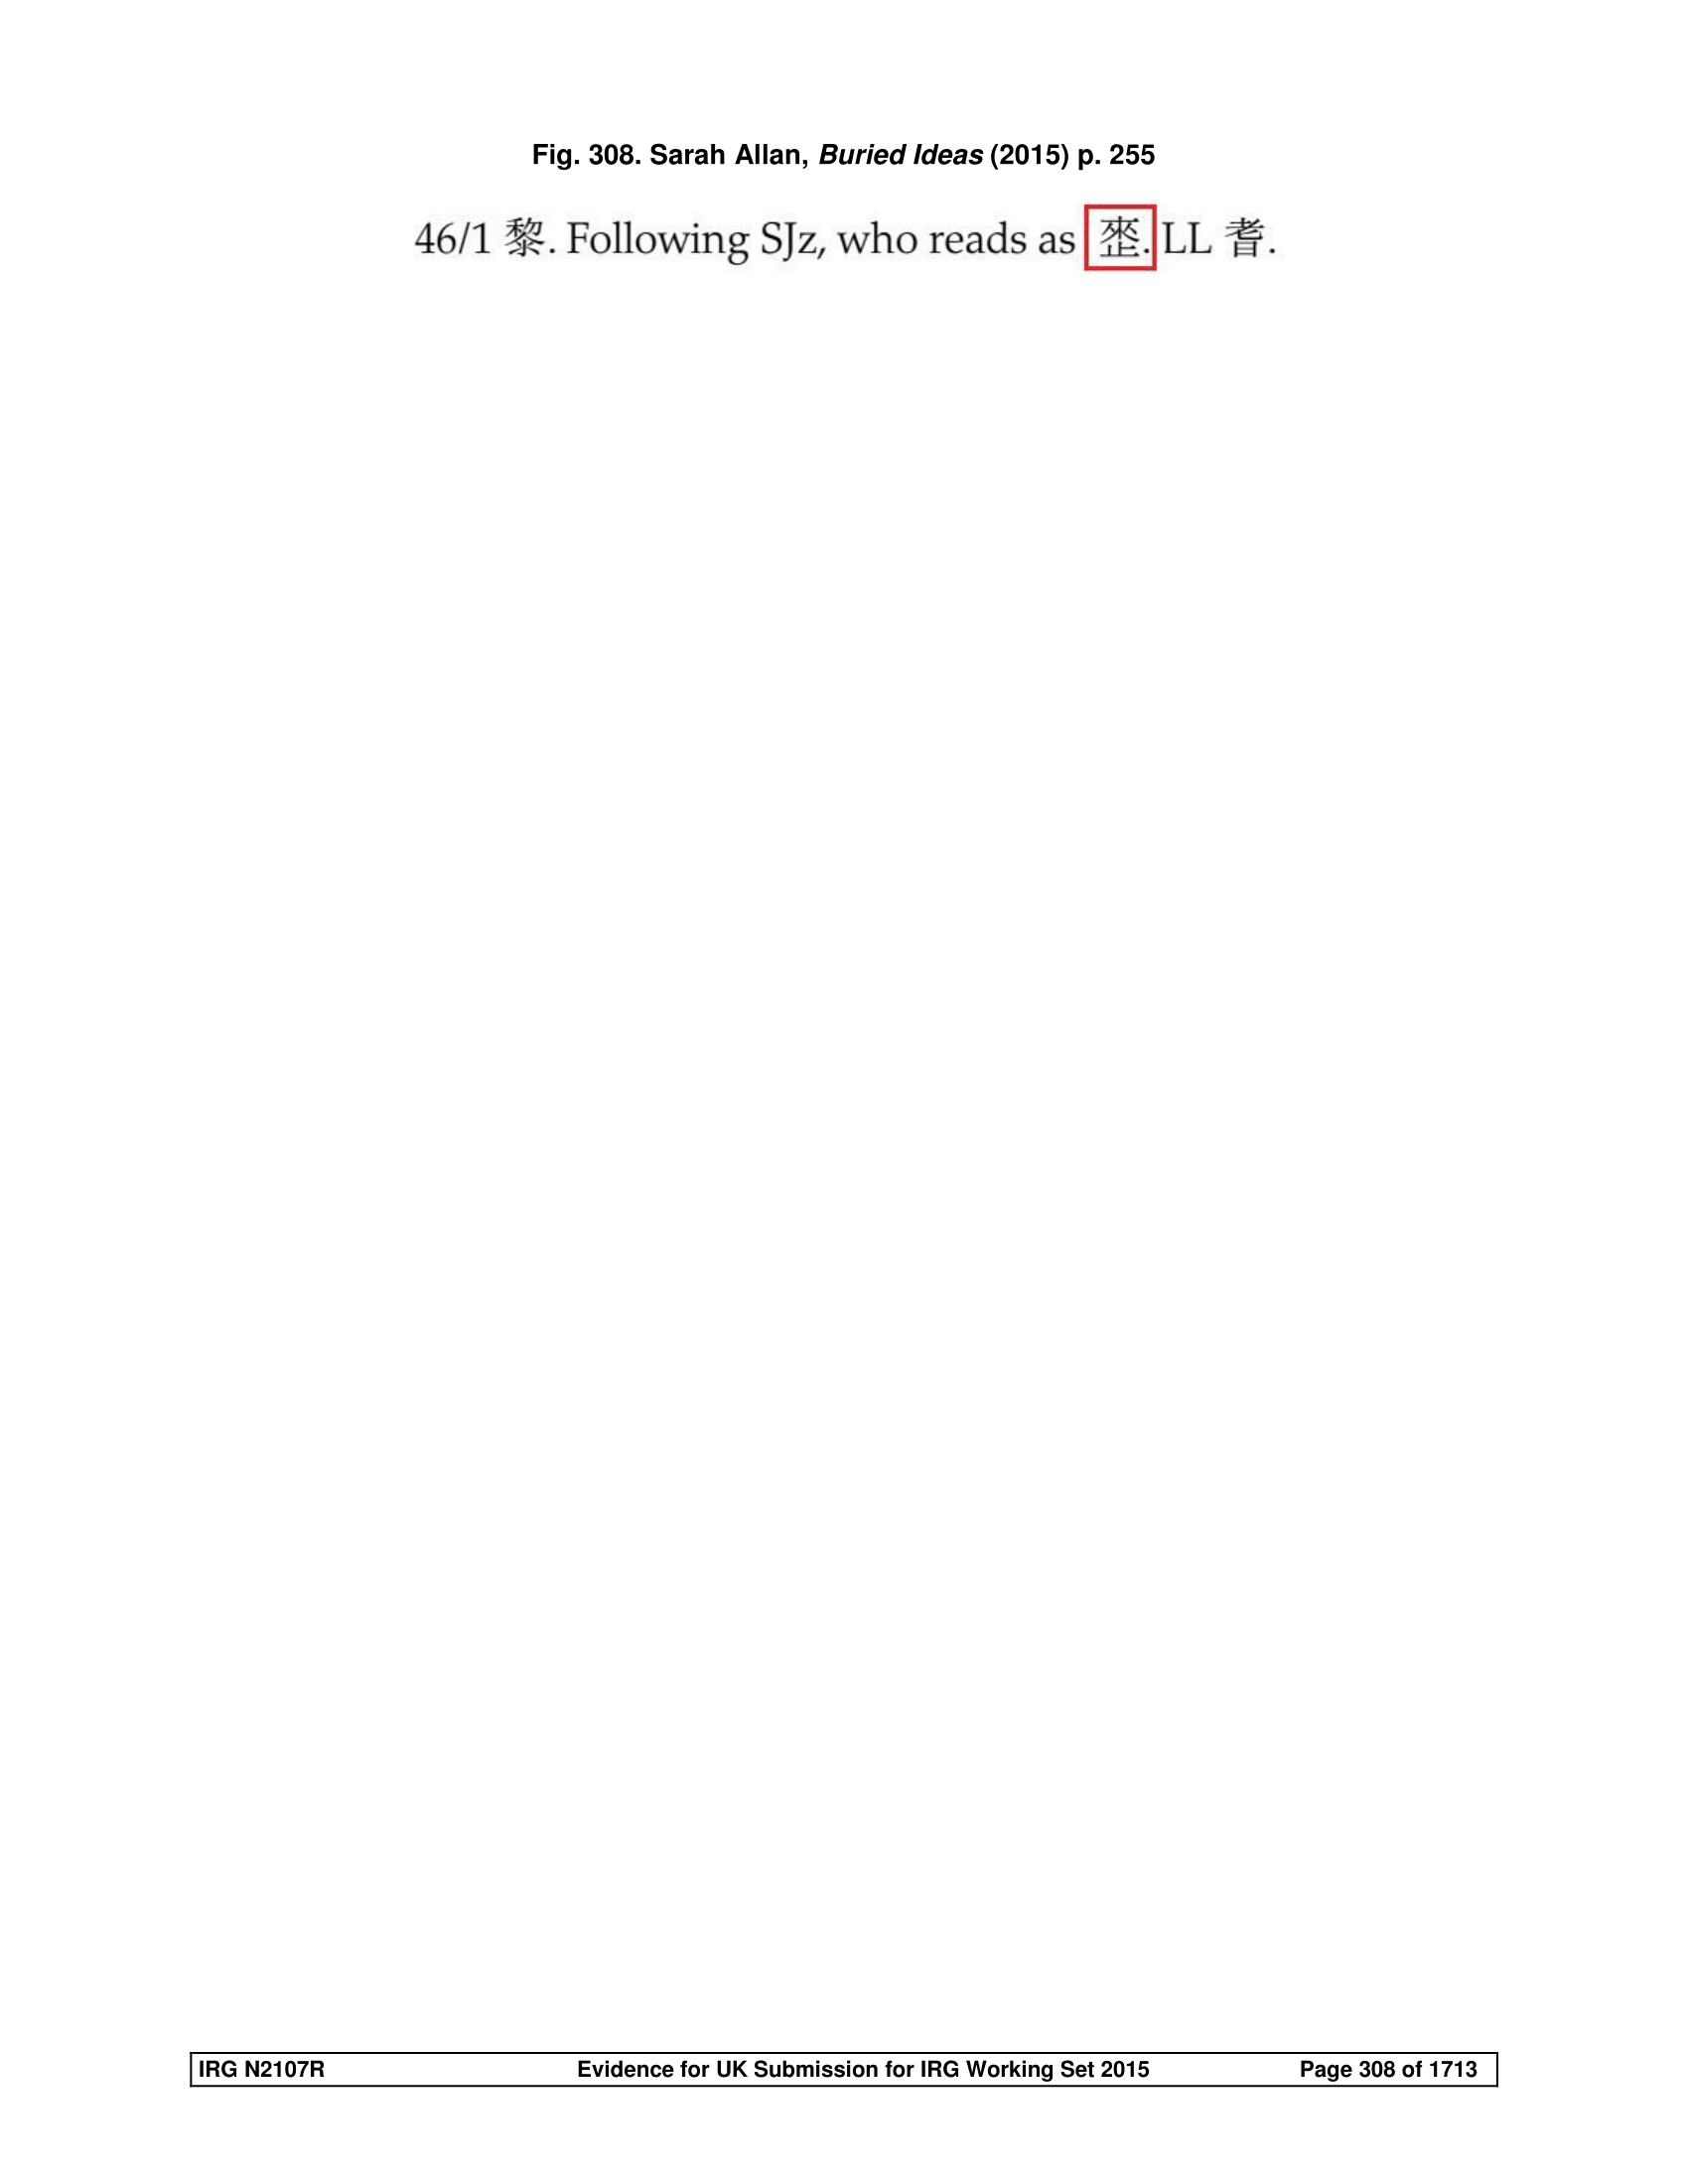 Fig. 308. Sarah Allan, Buried Ideas (2015) p. 255
46/1 黎. Following SJz, who reads as . LL 耆.
IRG N2107R Evidence for UK Submission for IRG Working Set 2015 Page 308 of 1713